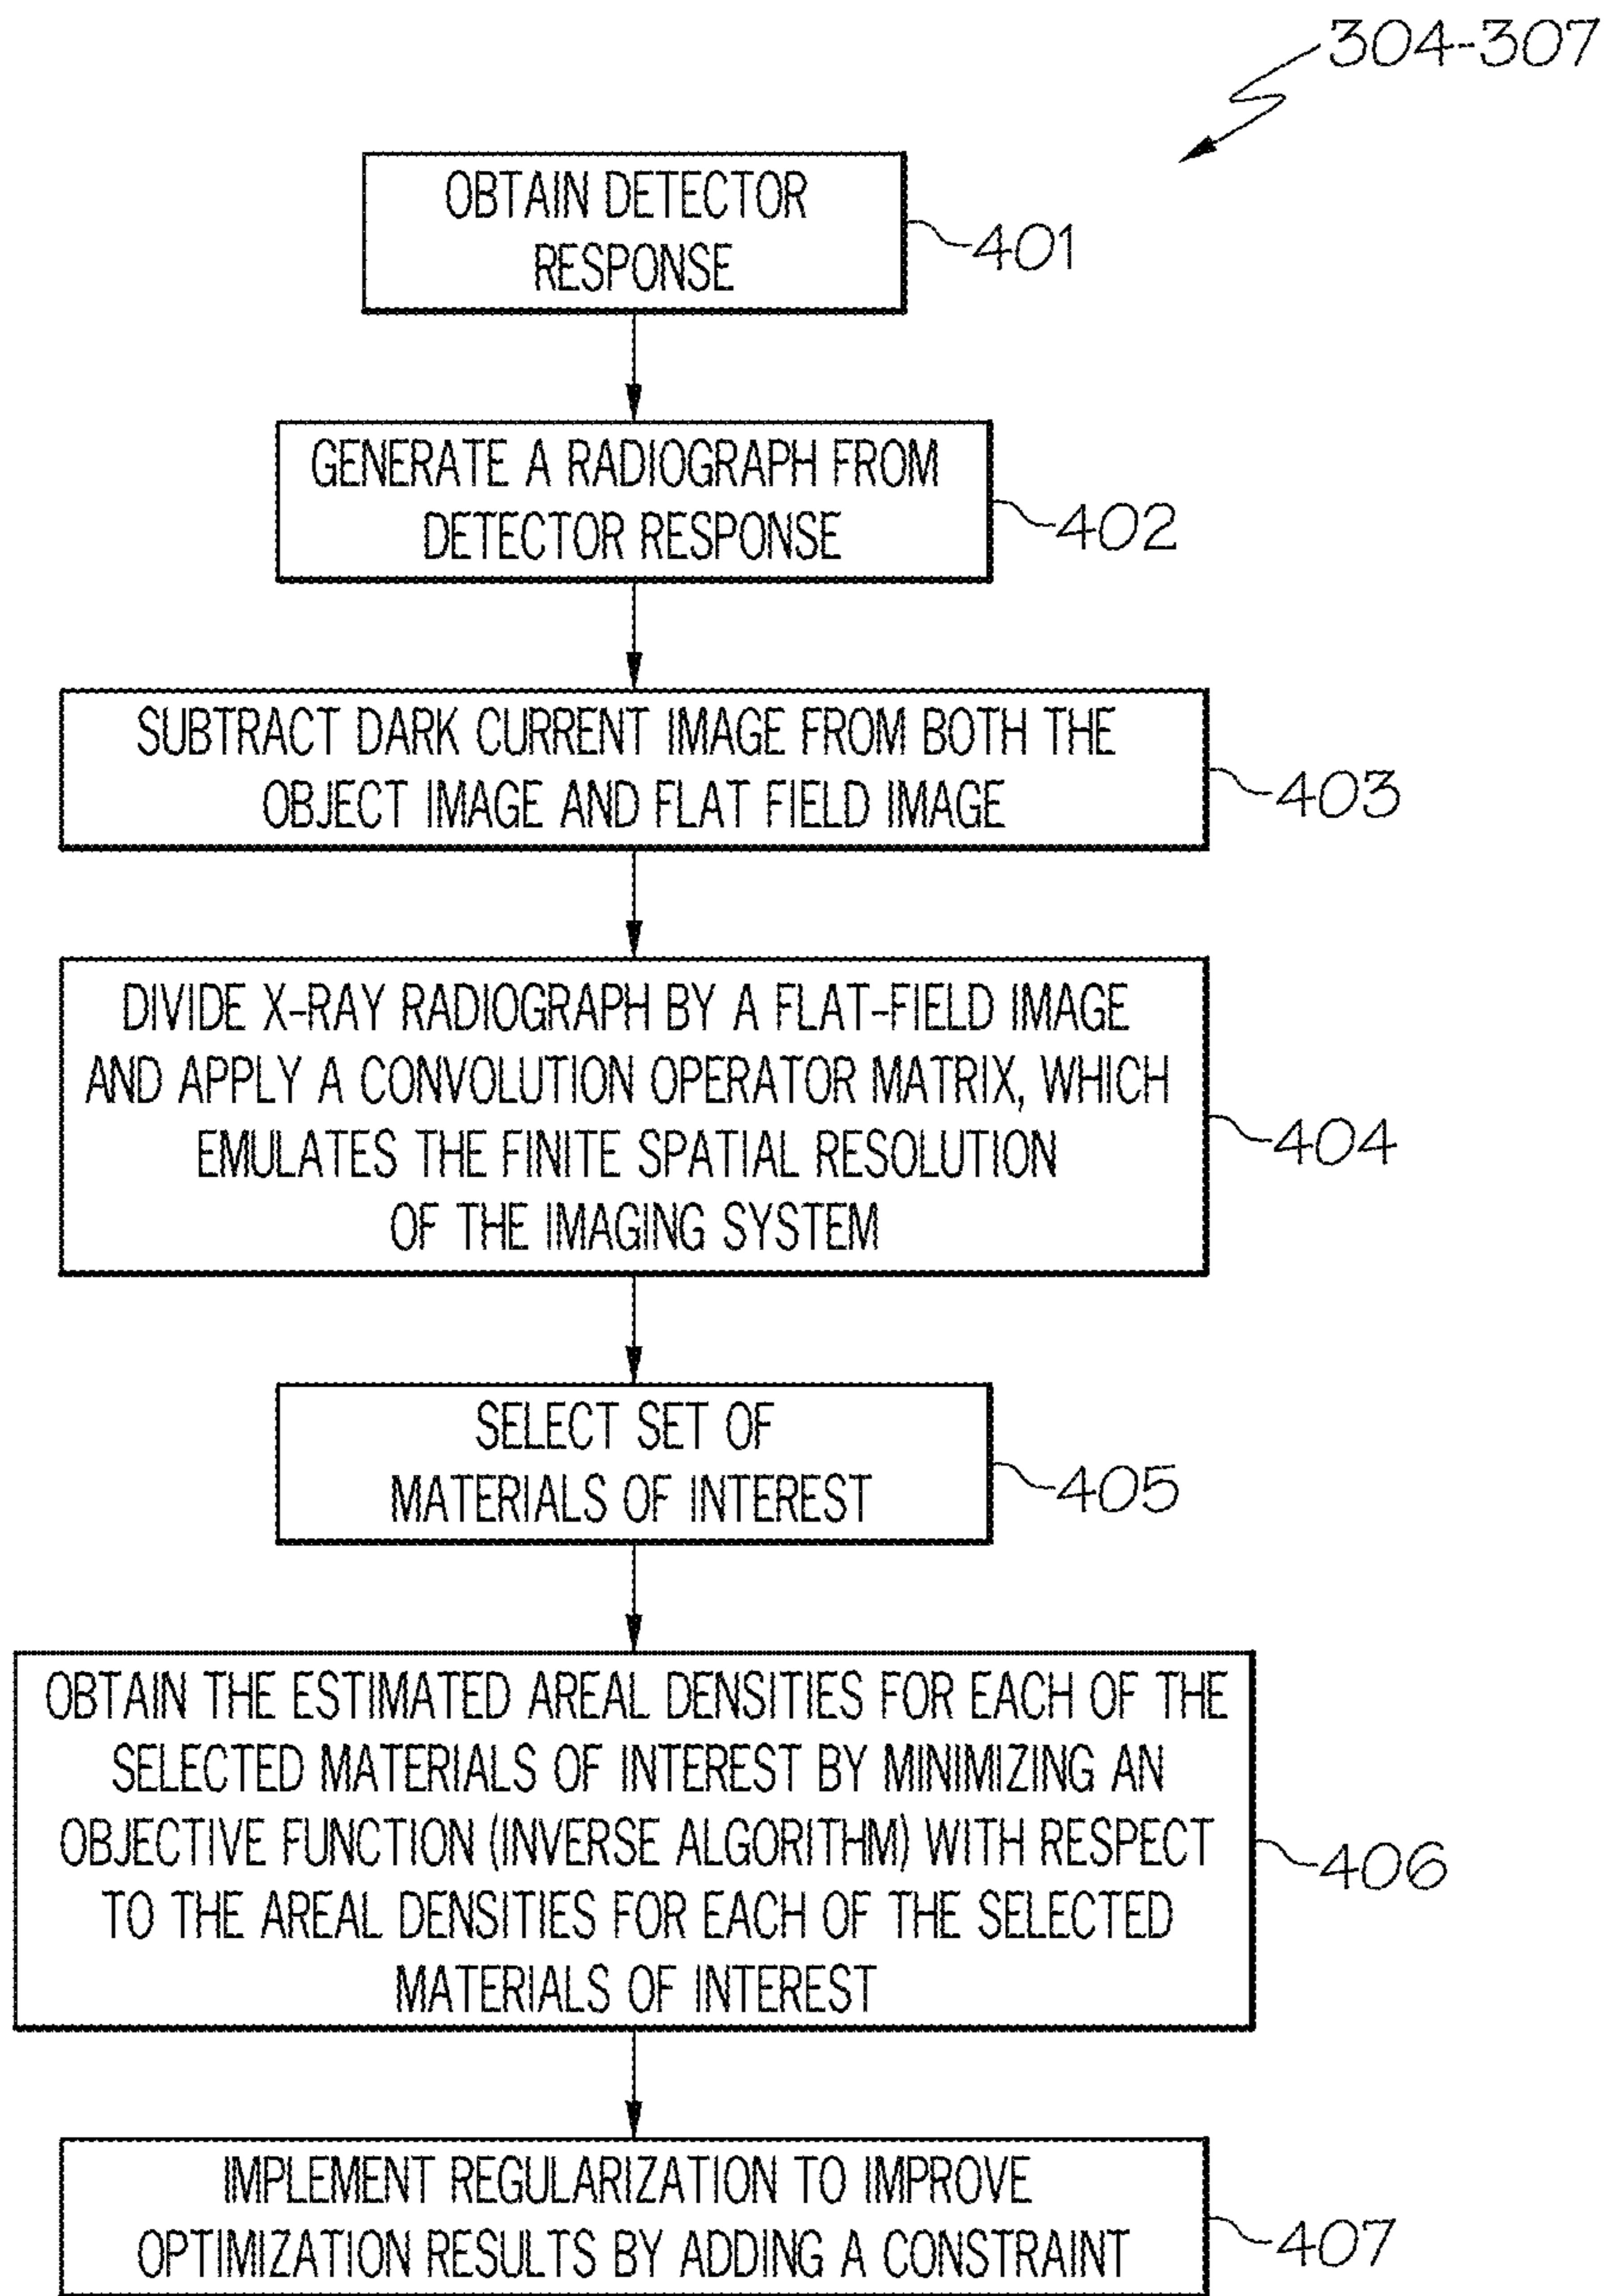 304-307
OBTAIN DETECTOR
RESPONSE
401
GENERATE A RADIOGRAPH FROM
DETECTOR RESPONSE
402
SUBTRACT DARK CURRENT IMAGE FROM BOTH THE
OBJECT IMAGE AND FLAT FIELD IMAGE
403
DIVIDE X-RAY RADIOGRAPH BY A FLAT-FIELD IMAGE
AND APPLY A CONVOLUTION OPERATOR MATRIX, WHICH
EMULATES THE FINITE SPATIAL RESOLUTION
OF THE IMAGING SYSTEM
404
SELECT SET OF
MATERIALS OF INTEREST
405
OBTAIN THE ESTIMATED AREAL DENSITIES FOR EACH OF THE
SELECTED MATERIALS OF INTEREST BY MINIMIZING AN
OBJECTIVE FUNCTION (INVERSE ALGORITHM) WITH RESPECT
TO THE AREAL DENSITIES FOR EACH OF THE SELECTED
MATERIALS OF INTEREST
406
IMPLEMENT REGULARIZATION TO IMPROVE
OPTIMIZATION RESULTS BY ADDING A CONSTRAINT
407